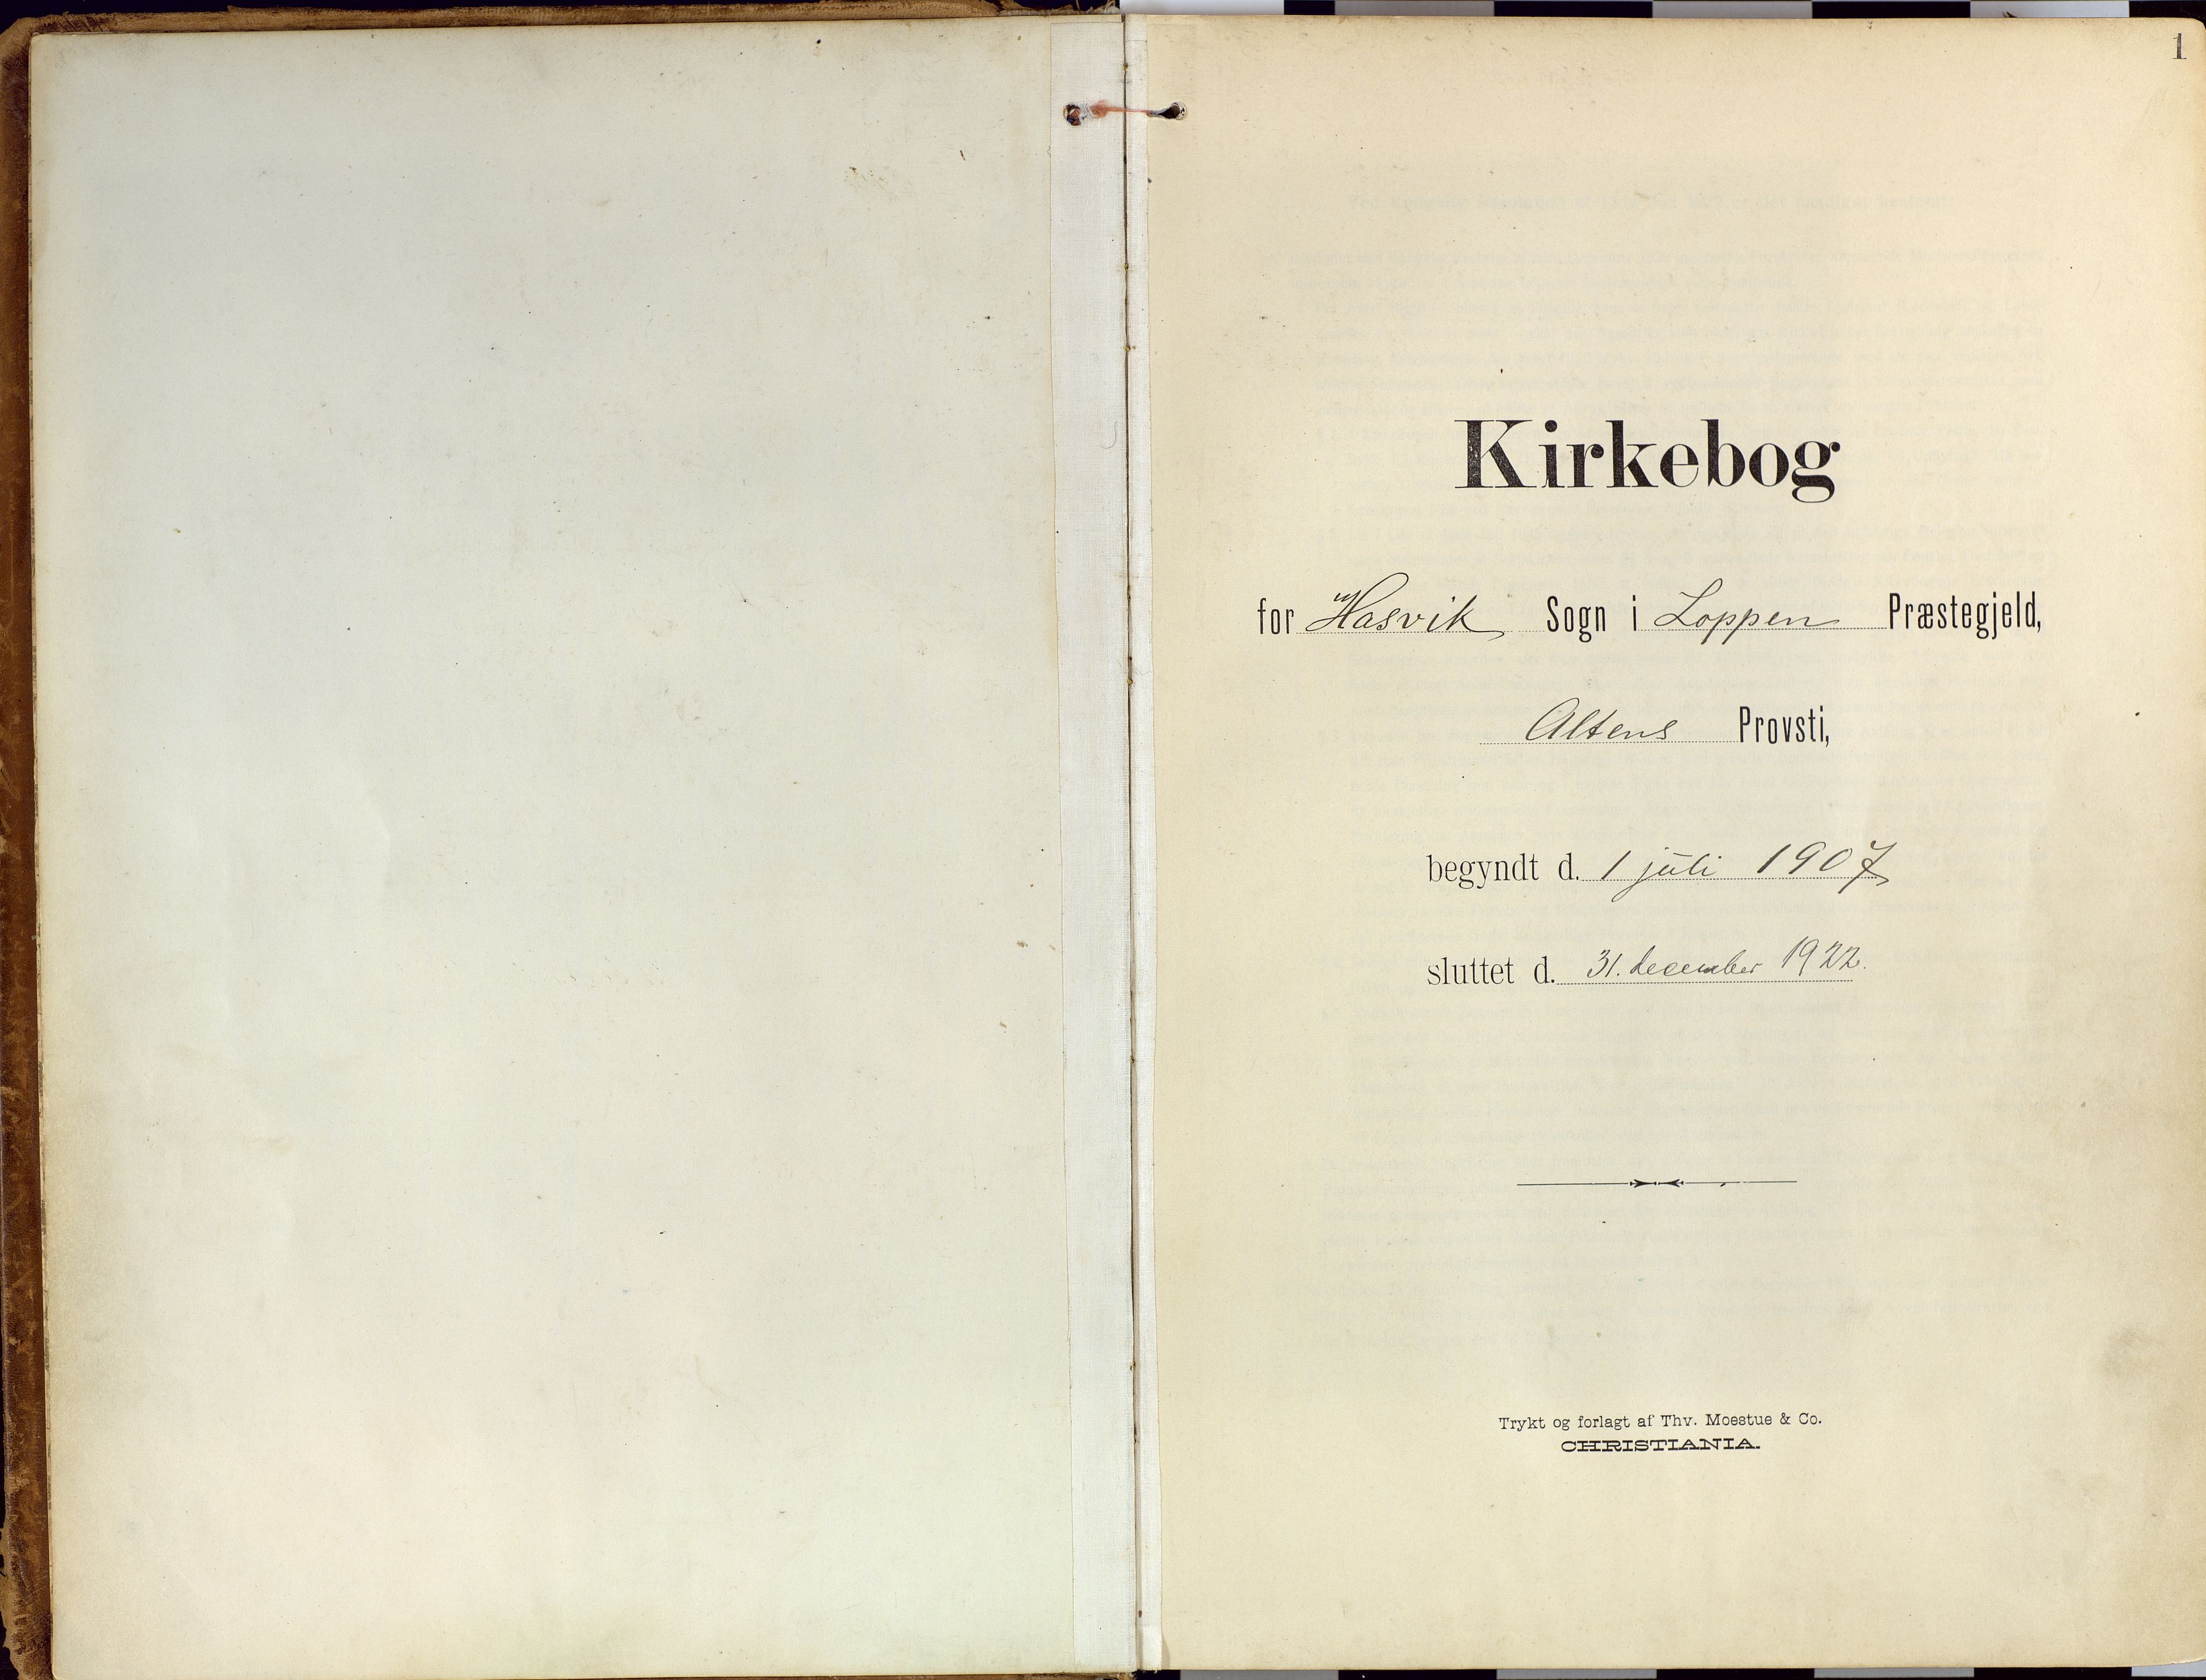 1
Kirkebog
for Hasvik Sogn i Loppen Præstegjeld,
Altens Provsti,
begyndt d. 1 juli 1907
sluttet d. 31. december 1922.
Trykt og forlagt af Thv. Moestue & Co.
CHRISTIANIA.